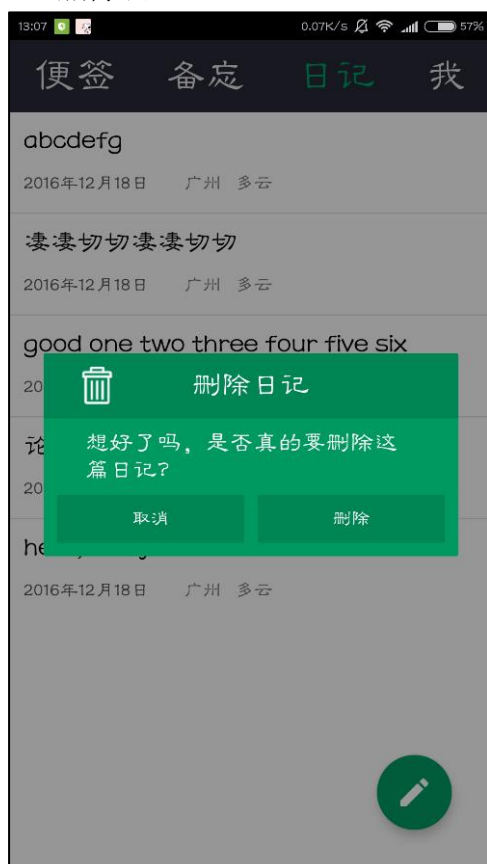 13:07 0.07K/s 57%
便签 备忘 日记 我
abcdefg
2016年12月18日 广州 多云
凄凄切切凄凄切切
2016年12月18日 广州 多云
good one two three four five six
20
删除日记
论
想好了吗，是否真的要删除这
篇日记?
20
取消 删除
he
2016年12月18日 广州 多云